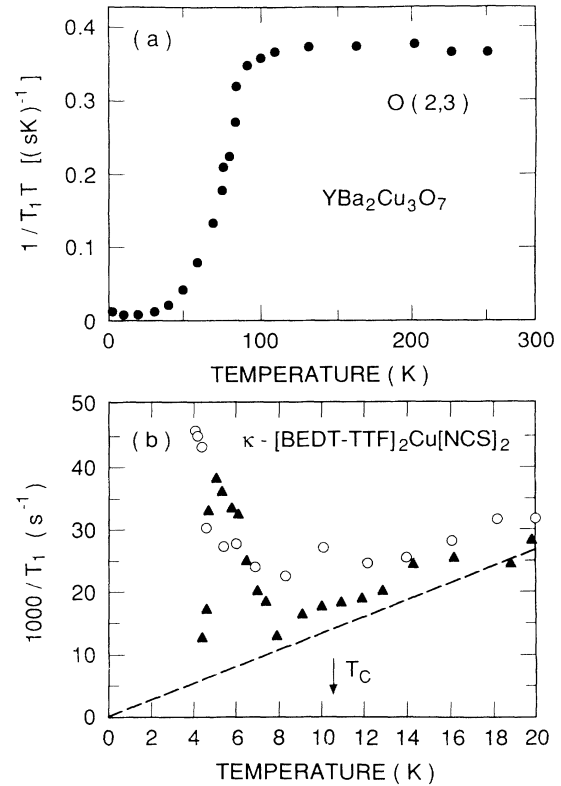 0.4
(a)
0.3
O(2,3)
1/T₁T [(sK)⁻¹]
0.2
YBa₂Cu₃O₇
0.1
0
0 100 200 300
TEMPERATURE (K)
50
(b) κ-[BEDT-TTF]₂Cu[NCS]₂
40
30
1000/T₁ (s⁻¹)
20
10
T_C
0
0 2 4 6 8 10 12 14 16 18 20
TEMPERATURE (K)